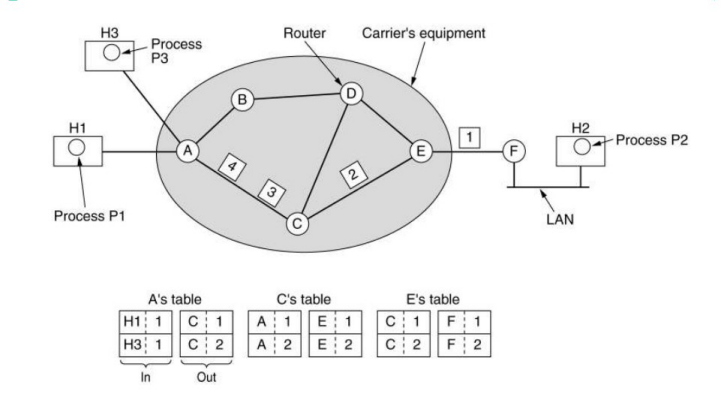 H3
Process
P3
Router
Carrier's equipment
B
D
H1
A
E
1
F
H2
Process P2
4
3
2
C
Process P1
LAN
A's table
C's table
E's table
H1 1 C 1 A 1 E 1 C 1 F 1
H3 1 C 2 A 2 E 2 C 2 F 2
In
Out